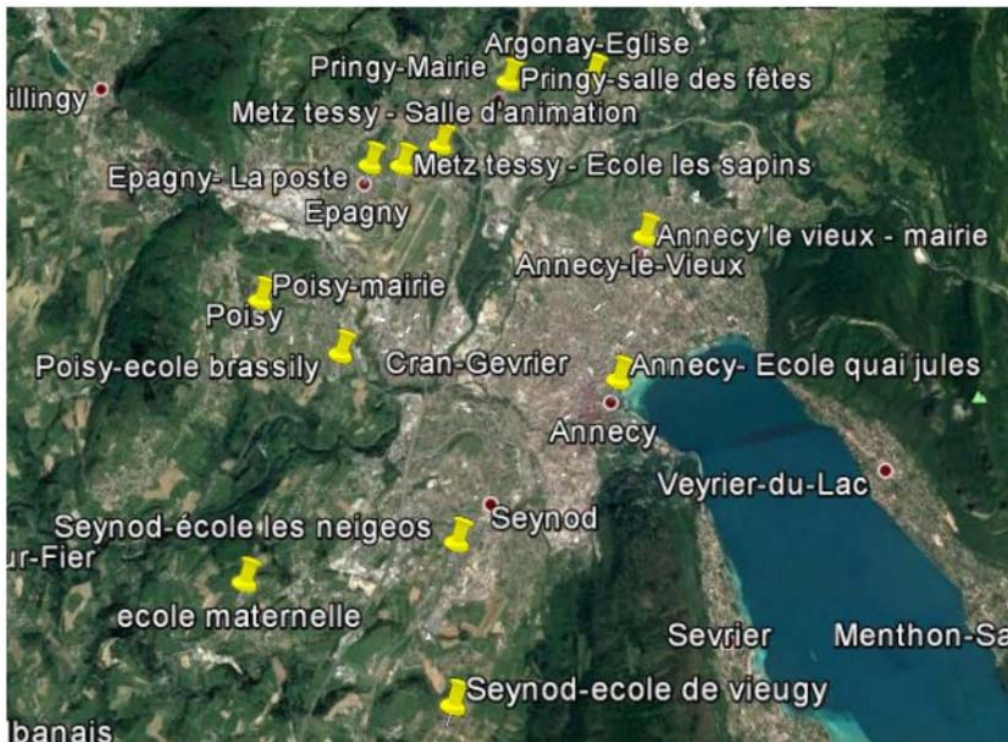 Argonay-Eglise
Pringy-Mairie
Pringy-salle des fêtes
illingy
Metz tessy - Salle d'animation
Metz tessy - Ecole les sapins
Epagny- La poste
Epagny
Annecy le vieux - mairie
Annecy-le-Vieux
Poisy-mairie
Poisy
Poisy-ecole brassily
Cran-Gevrier
Annecy- Ecole quai jules
Annecy
Veyrier-du-Lac
Seynod-école les neigeos
Seynod
ur-Fier
ecole maternelle
Sevrier
Menthon-Sa
Seynod-ecole de vieugy
lbanais